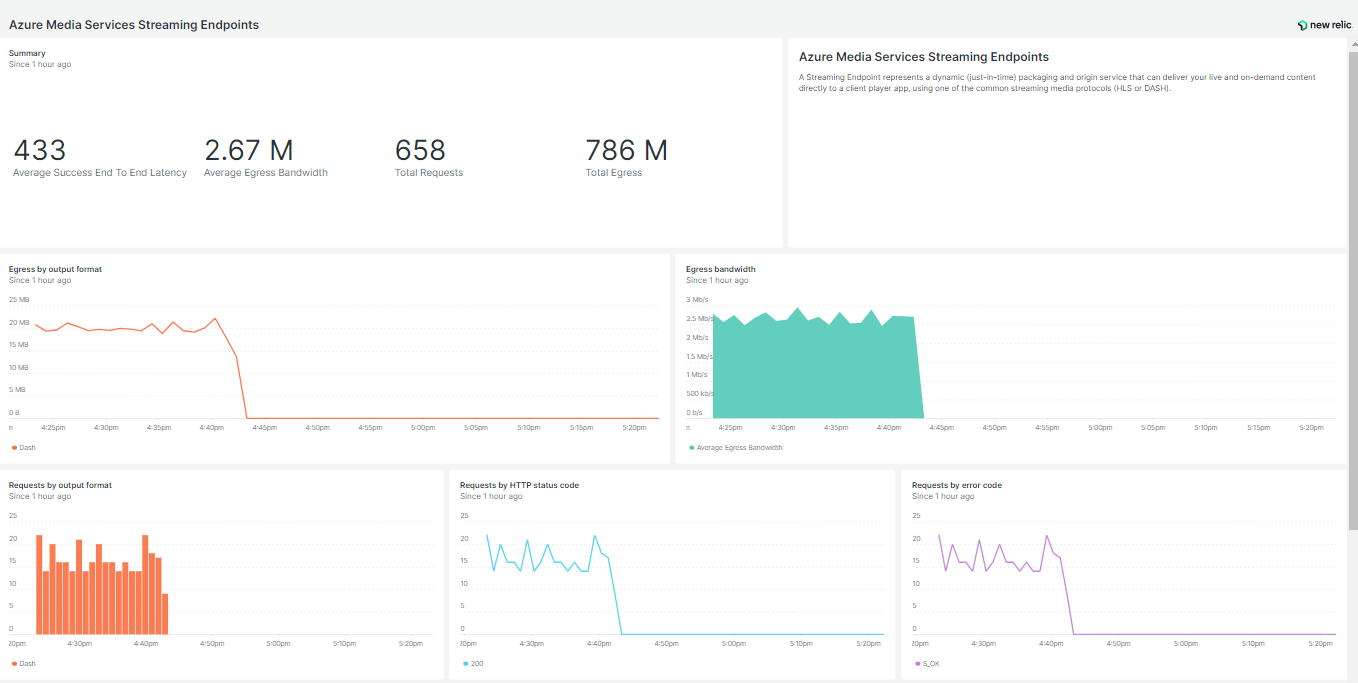 Azure Media Services Streaming Endpoints
new relic
Summary
Since 1 hour ago
433
2.67 M
658
786 M
Average Success End To End Latency
Average Egress Bandwidth
Total Requests
Total Egress
Azure Media Services Streaming Endpoints
A Streaming Endpoint represents a dynamic (just-in-time) packaging and origin service that can deliver your live and on-demand content
directly to a client player app, using one of the common streaming media protocols (HLS or DASH).
Egress by output format
Since 1 hour ago
25 MB
20 MB
15 MB
10 MB
5 MB
0 B
4:25pm 4:30pm 4:35pm 4:40pm 4:45pm 4:50pm 4:55pm 5:00pm 5:05pm 5:10pm 5:15pm 5:20pm
Dash
Egress bandwidth
Since 1 hour ago
3 Mb/s
2.5 Mb/s
2 Mb/s
1.5 Mb/s
1 Mb/s
500 kb/s
0 b/s
4:25pm 4:30pm 4:35pm 4:40pm 4:45pm 4:50pm 4:55pm 5:00pm 5:05pm 5:10pm 5:15pm 5:20pm
Average Egress Bandwidth
Requests by output format
Since 1 hour ago
25
20
15
10
5
0
20pm 4:30pm 4:40pm 4:50pm 5:00pm 5:10pm 5:20pm
Dash
Requests by HTTP status code
Since 1 hour ago
25
20
15
10
5
0
20pm 4:30pm 4:40pm 4:50pm 5:00pm 5:10pm 5:20pm
200
Requests by error code
Since 1 hour ago
25
20
15
10
5
0
20pm 4:30pm 4:40pm 4:50pm 5:00pm 5:10pm 5:20pm
S_OK